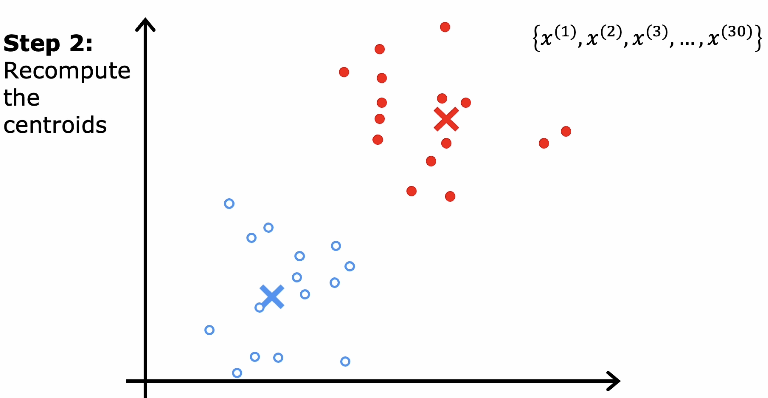 Step 2:
Recompute
the
centroids
{x⁽¹⁾, x⁽²⁾, x⁽³⁾, …, x⁽³⁰⁾}